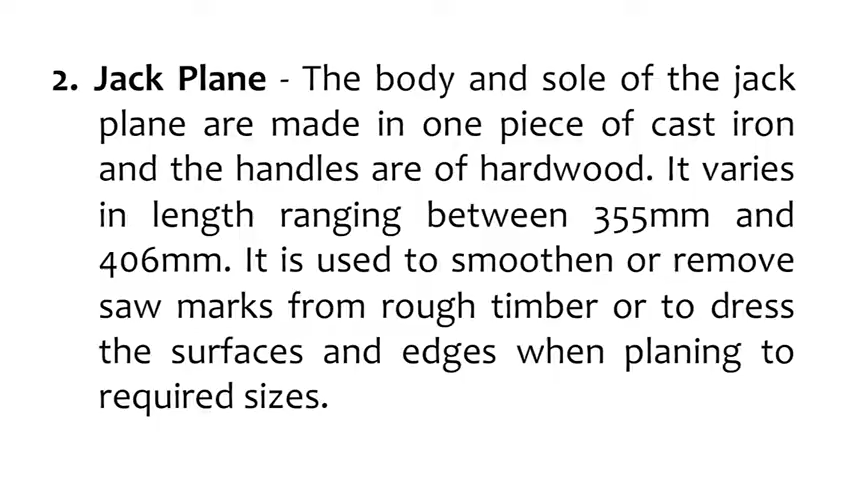 2. Jack Plane - The body and sole of the jack
plane are made in one piece of cast iron
and the handles are of hardwood. It varies
in length ranging between 355mm and
406mm. It is used to smoothen or remove
saw marks from rough timber or to dress
the surfaces and edges when planing to
required sizes.